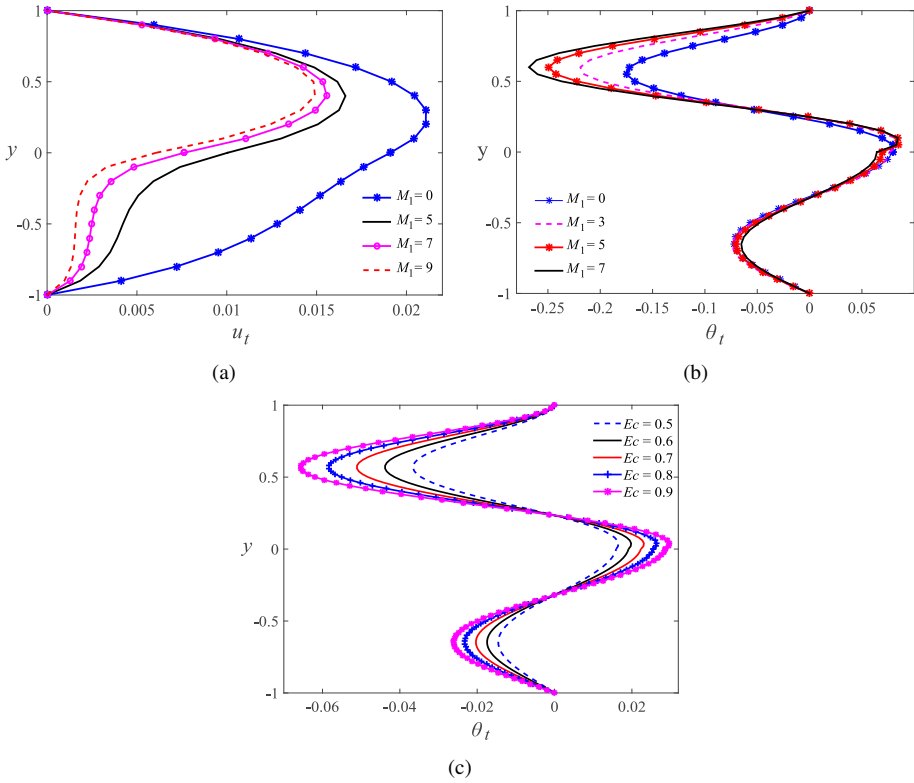 1
0.5
y
0
-0.5
-1
0
0.005
0.01
0.015
0.02
u_t
M_1= 0
M_1= 5
M_1= 7
M_1= 9
(a)
1
0.5
y
0
-0.5
-1
-0.25
-0.2
-0.15
-0.1
-0.05
0
0.05
θ_t
M_1= 0
M_1= 3
M_1= 5
M_1= 7
(b)
1
0.5
y
0
-0.5
-1
-0.06
-0.04
-0.02
0
0.02
θ_t
Ec = 0.5
Ec = 0.6
Ec = 0.7
Ec = 0.8
Ec = 0.9
(c)